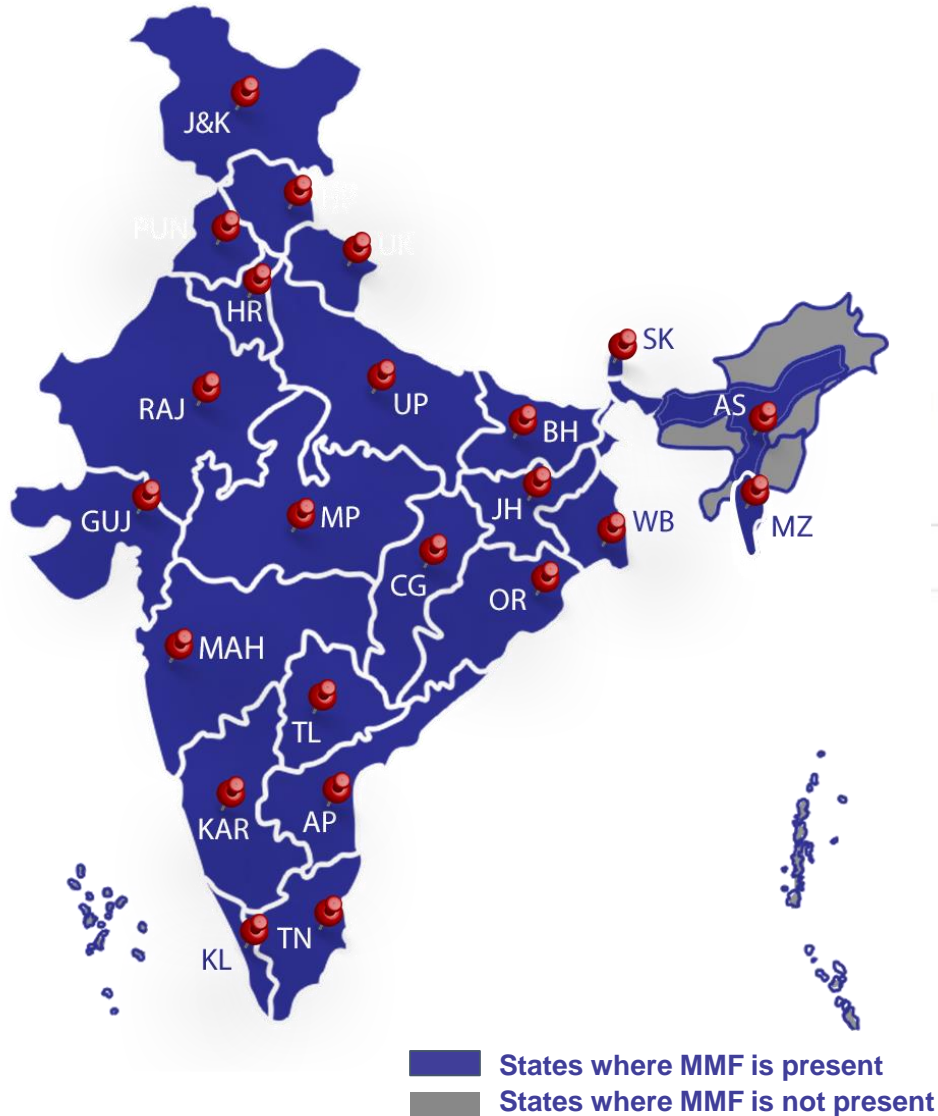 J&K
PUN
UK
HR
SK
RAJ
UP
AS
BH
GUJ
MP
JH
WB
MZ
CG
OR
MAH
TL
KAR
AP
KL
TN
States where MMF is present
States where MMF is not present